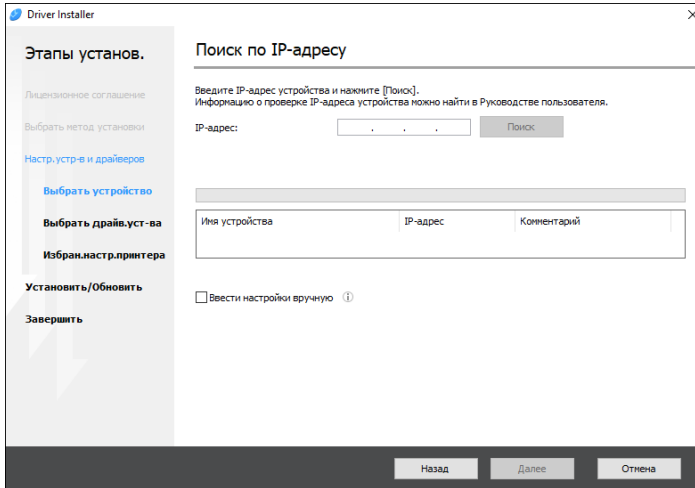 Driver Installer
Этапы установ.
Лицензионное соглашение
Выбрать метод установки
Настр.устр-в и драйверов
Выбрать устройство
Выбрать драйв.уст-ва
Избран.настр.принтера
Установить/Обновить
Завершить
Поиск по IP-адресу
Введите IP-адрес устройства и нажмите [Поиск].
Информацию о проверке IP-адреса устройства можно найти в Руководстве пользователя.
IP-адрес: . . . Поиск
Имя устройства IP-адрес Комментарий
Ввести настройки вручную
Назад Далее Отмена